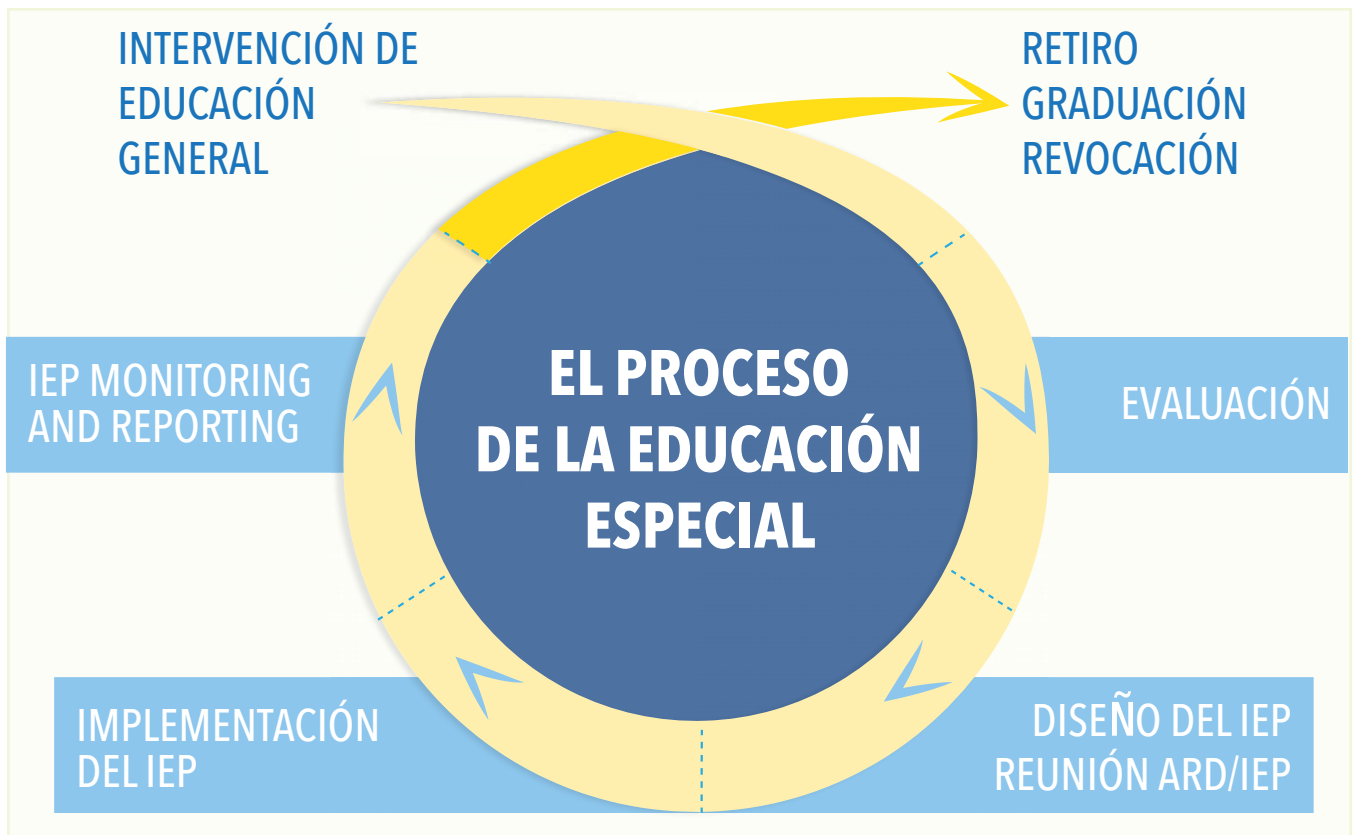 INTERVENCIÓN DE
EDUCACIÓN
GENERAL
RETIRO
GRADUACIÓN
REVOCACIÓN
IEP MONITORING
AND REPORTING
EL PROCESO
DE LA EDUCACIÓN
ESPECIAL
EVALUACIÓN
IMPLEMENTACIÓN
DEL IEP
DISEÑO DEL IEP
REUNIÓN ARD/IEP